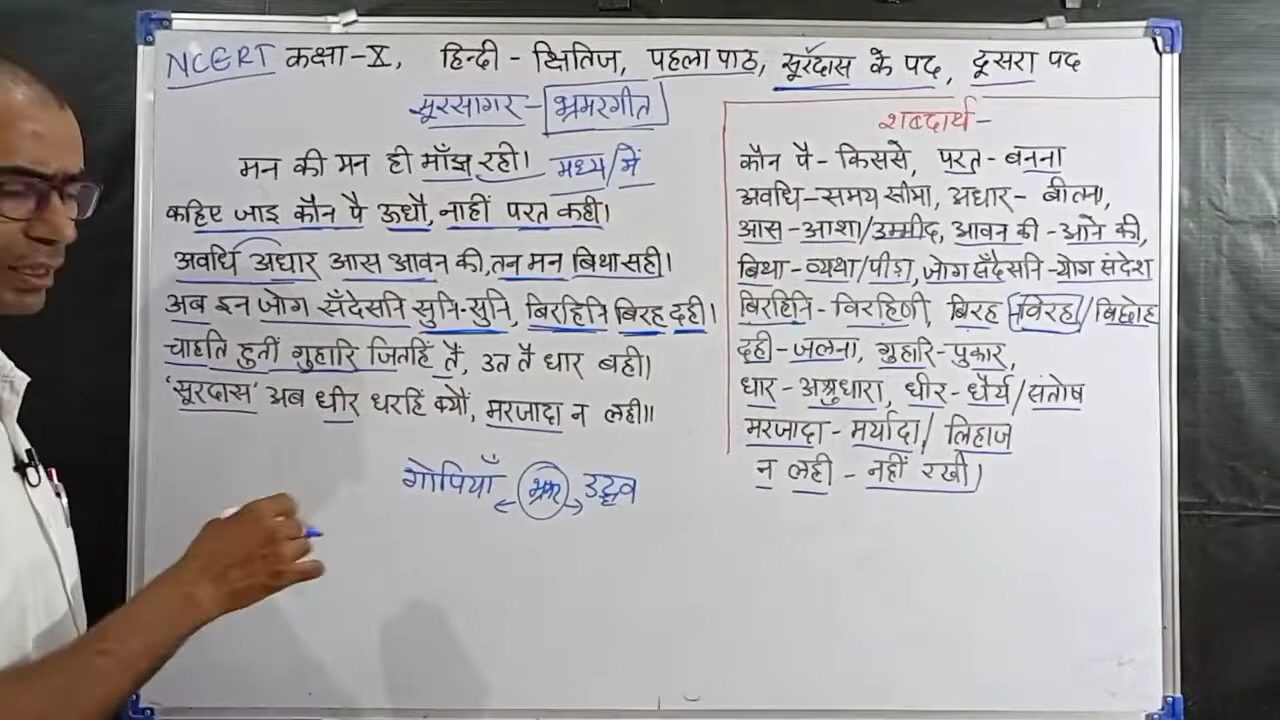 NCERT कक्षा-X, हिन्दी - क्षितिज, पहला पाठ, सूरदास के पद, दूसरा पद
सूरसागर - भ्रमरगीत
मन की मन ही माँझ रही। मध्य/में
कहिए जाइ कौन पै ऊधौ, नाहीं परत कही।
अवधि अधार आस आवन की, तन मन बिथा सही।
अब इन जोग सँदेसनि सुनि-सुनि, बिरहिनि बिरह दही।
चाहति हुतीं गुहारि जितहिं तैं, उत तैं धार बही।
'सूरदास' अब धीर धरहिं क्यौं, मरजादा न लही॥
गोपियाँ ← भ्रमर → उद्धव
शब्दार्थ-
कौन पै - किससे, परत - बनना
अवधि - समय सीमा, अधार - बीतना,
आस - आशा/उम्मीद, आवन की - आने की,
बिथा - व्यथा/पीड़ा, जोग सँदेसनि - योग संदेश
बिरहिनि - विरहिणी, बिरह - विरह/बिछोह
दही - जलना, गुहारि - पुकार,
धार - अश्रुधारा, धीर - धैर्य/संतोष
मरजादा - मर्यादा/लिहाज
न लही - नहीं रखी।